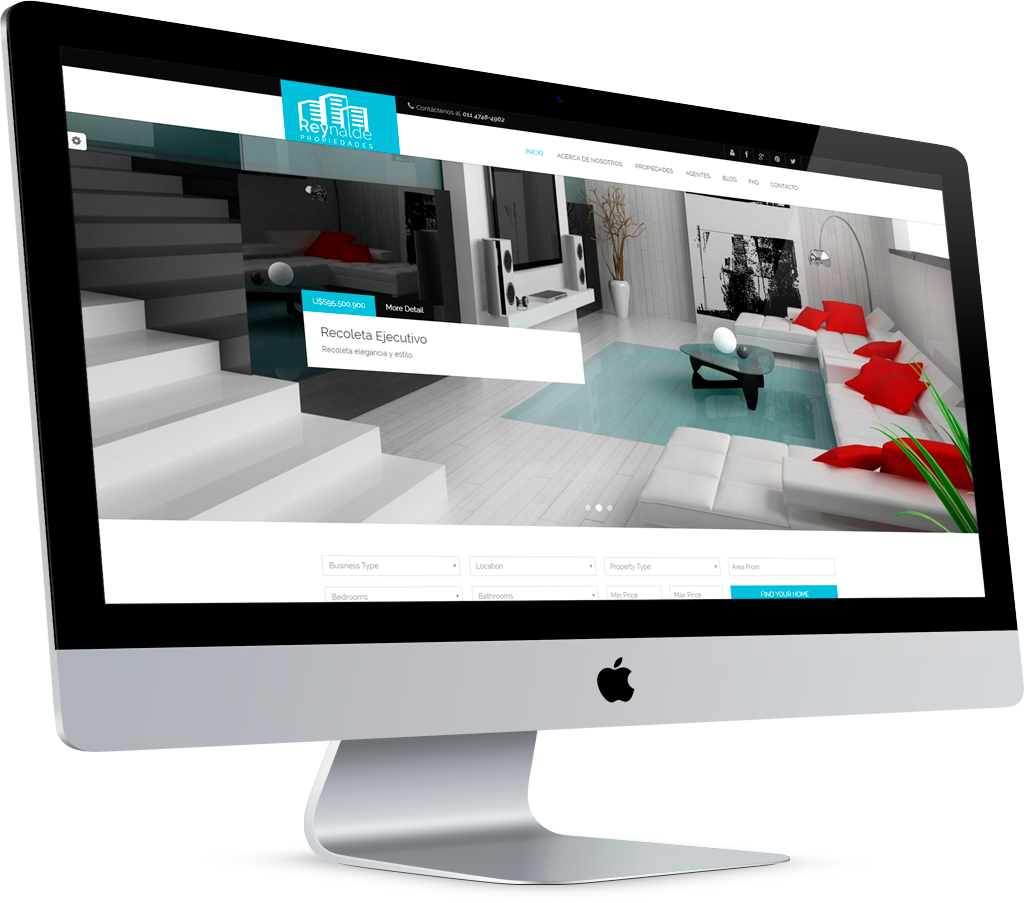 Contáctenos al 011 4748-4962
Reynalde
PROPIEDADES
INICIO
ACERCA DE NOSOTROS
PROPIEDADES
AGENTES
BLOG
FAQ
CONTACTO
U$S95,500,900
More Detail
Recoleta Ejecutivo
Recoleta elegancia y estilo
Business Type
Location
Property Type
Area From
Bedrooms
Bathrooms
Min Price
Max Price
FIND YOUR HOME